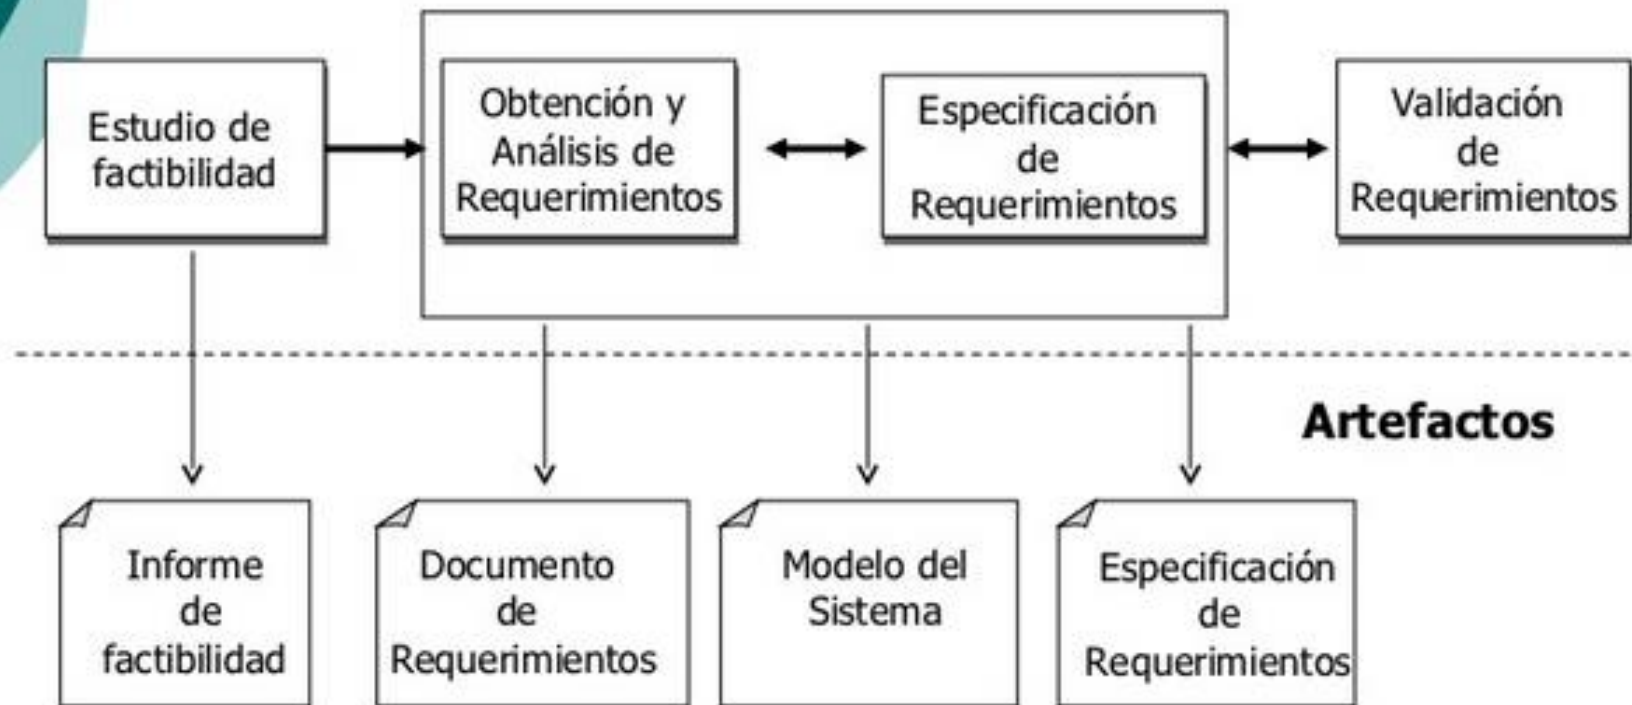 Estudio de
factibilidad
Obtención y
Análisis de
Requerimientos
Especificación
de
Requerimientos
Validación
de
Requerimientos
Artefactos
Informe
de
factibilidad
Documento
de
Requerimientos
Modelo del
Sistema
Especificación
de
Requerimientos